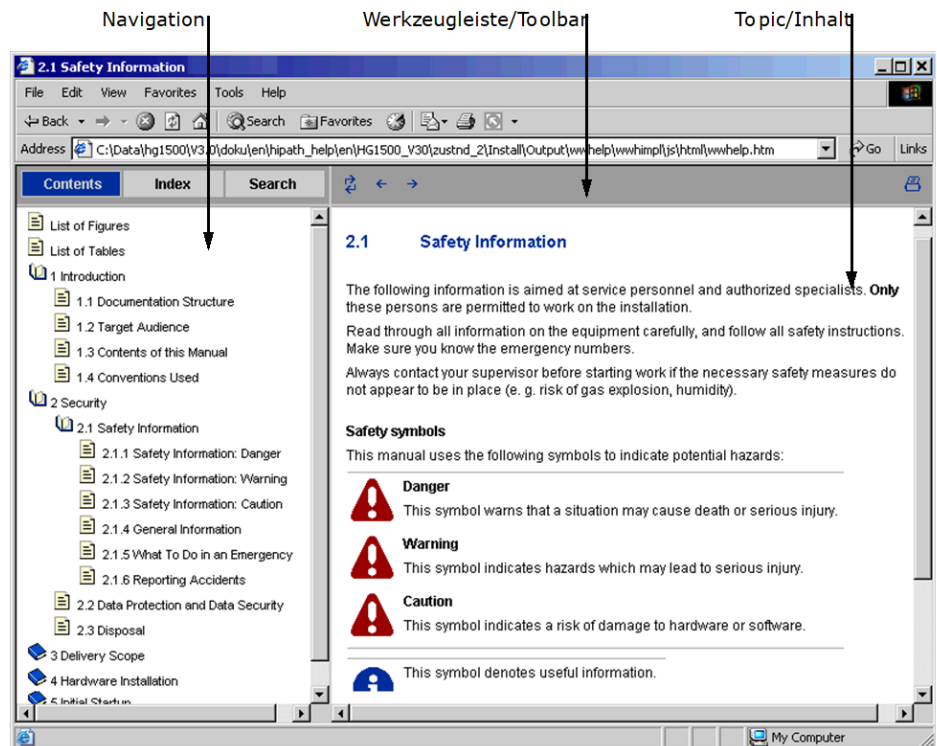 Navigation Werkzeugleiste/Toolbar Topic/Inhalt
2.1 Safety Information
File Edit View Favorites Tools Help
Back Search Favorites
Address C:\Data\hg1500\V3.0\doku\en\hipath_help\en\HG1500_V30\zustnd_2\Install\Output\wwhelp\wwhimpl\js\html\wwhelp.htm Go Links
Contents Index Search
List of Figures
List of Tables
1 Introduction
1.1 Documentation Structure
1.2 Target Audience
1.3 Contents of this Manual
1.4 Conventions Used
2 Security
2.1 Safety Information
2.1.1 Safety Information: Danger
2.1.2 Safety Information: Warning
2.1.3 Safety Information: Caution
2.1.4 General Information
2.1.5 What To Do in an Emergency
2.1.6 Reporting Accidents
2.2 Data Protection and Data Security
2.3 Disposal
3 Delivery Scope
4 Hardware Installation
5 Initial Startup
2.1 Safety Information
The following information is aimed at service personnel and authorized specialists. Only
these persons are permitted to work on the installation.
Read through all information on the equipment carefully, and follow all safety instructions.
Make sure you know the emergency numbers.
Always contact your supervisor before starting work if the necessary safety measures do
not appear to be in place (e. g. risk of gas explosion, humidity).
Safety symbols
This manual uses the following symbols to indicate potential hazards:
Danger
This symbol warns that a situation may cause death or serious injury.
Warning
This symbol indicates hazards which may lead to serious injury.
Caution
This symbol indicates a risk of damage to hardware or software.
This symbol denotes useful information.
My Computer